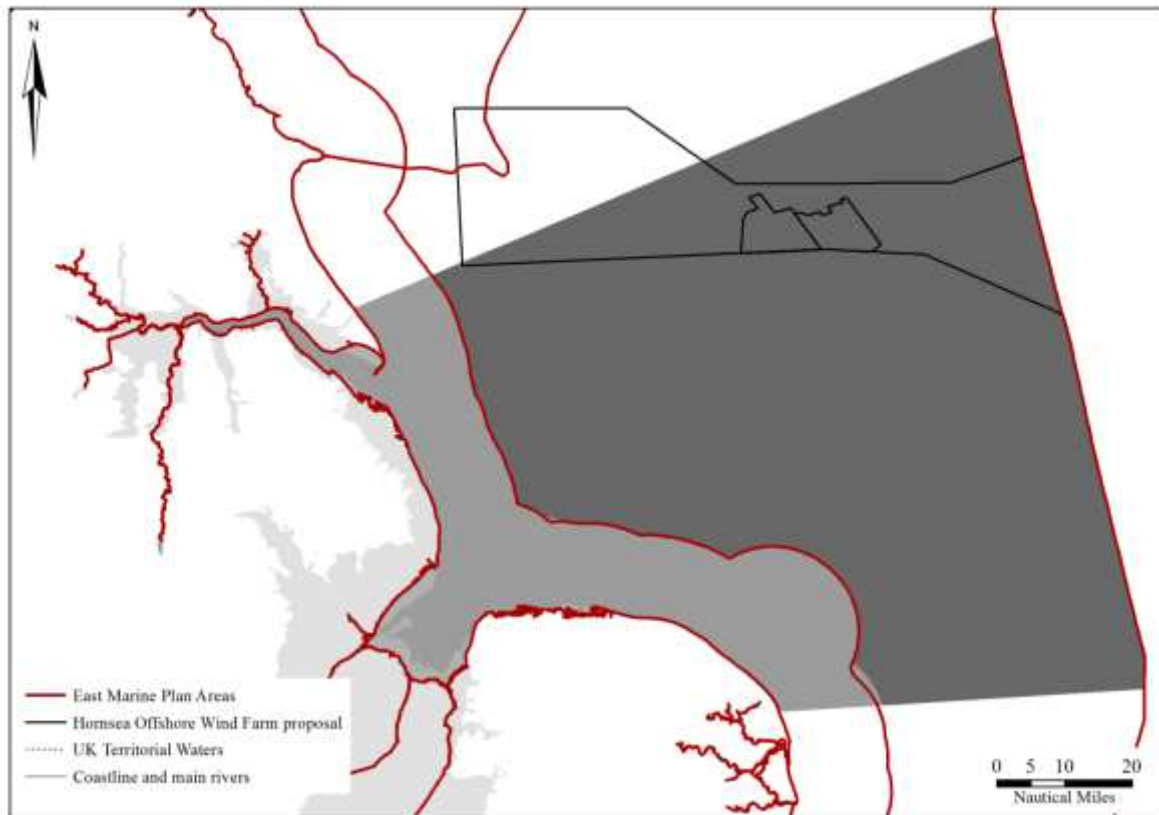 N
East Marine Plan Areas
Hornsea Offshore Wind Farm proposal
UK Territorial Waters
Coastline and main rivers
0 5 10 20
Nautical Miles